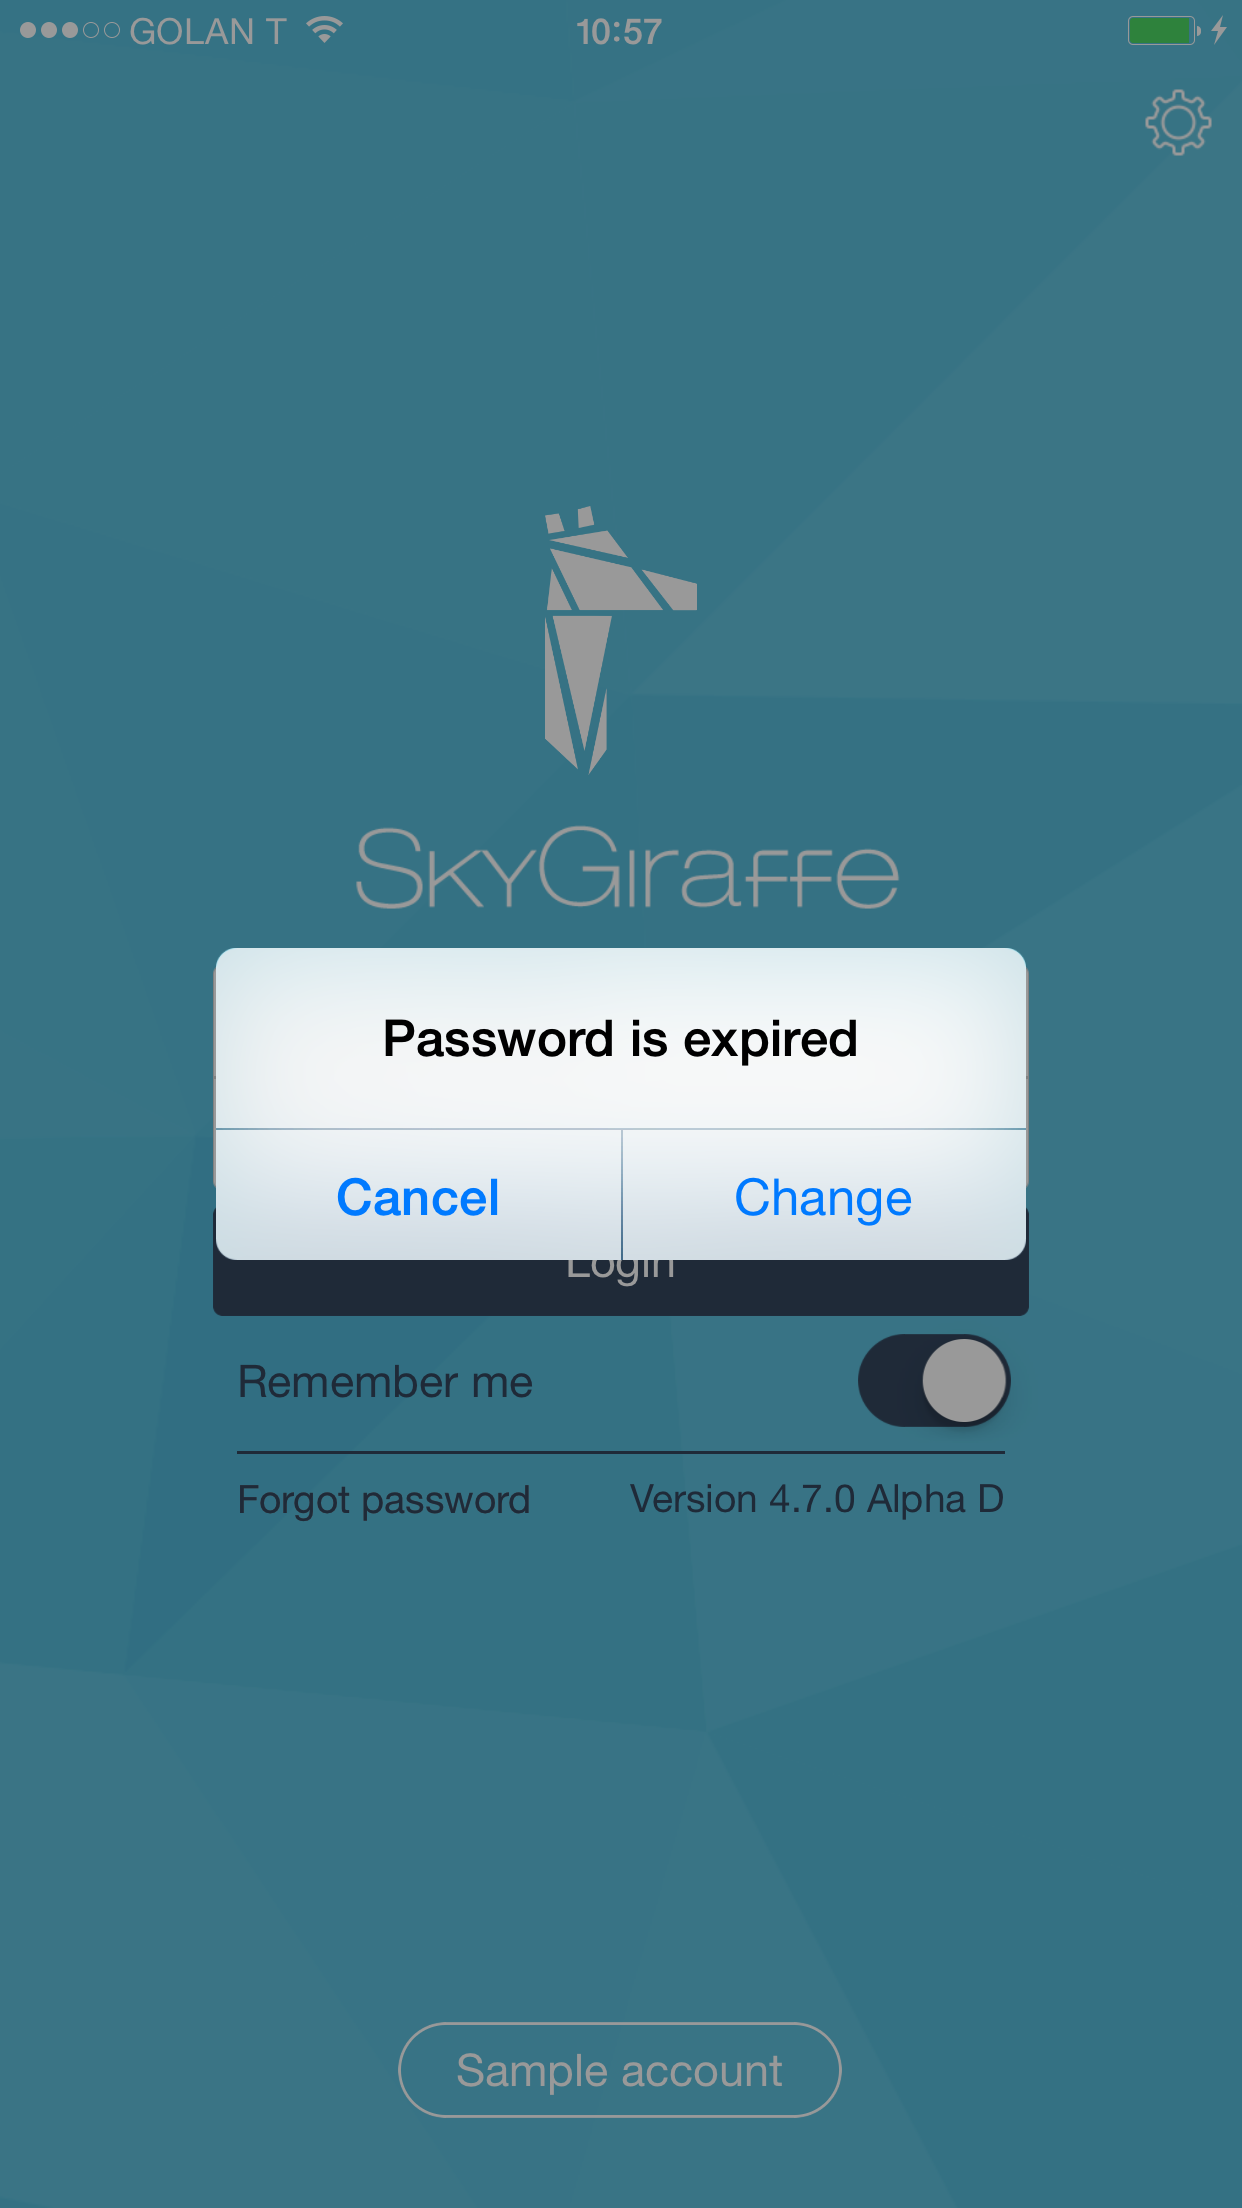 GOLAN T
10:57
SKYGIRAFFE
Password is expired
Cancel
Change
Login
Remember me
Forgot password
Version 4.7.0 Alpha D
Sample account